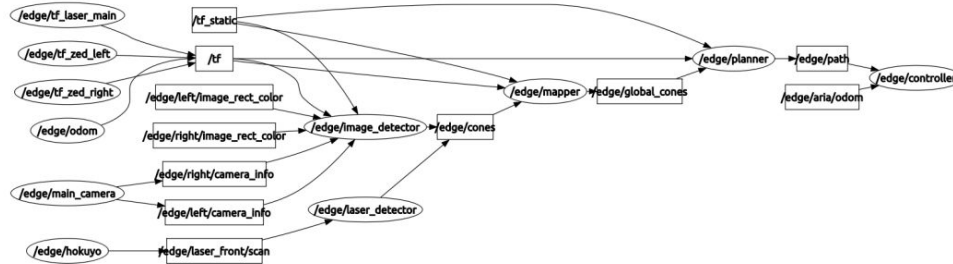 /edge/tf_laser_main
/tf_static
/edge/tf_zed_left
/tf
/edge/planner
/edge/path
/edge/controller
/edge/tf_zed_right
/edge/left/image_rect_color
/edge/mapper
/edge/global_cones
/edge/aria/odom
/edge/odom
/edge/right/image_rect_color
/edge/image_detector
/edge/cones
/edge/right/camera_info
/edge/main_camera
/edge/left/camera_info
/edge/laser_detector
/edge/hokuyo
/edge/laser_front/scan